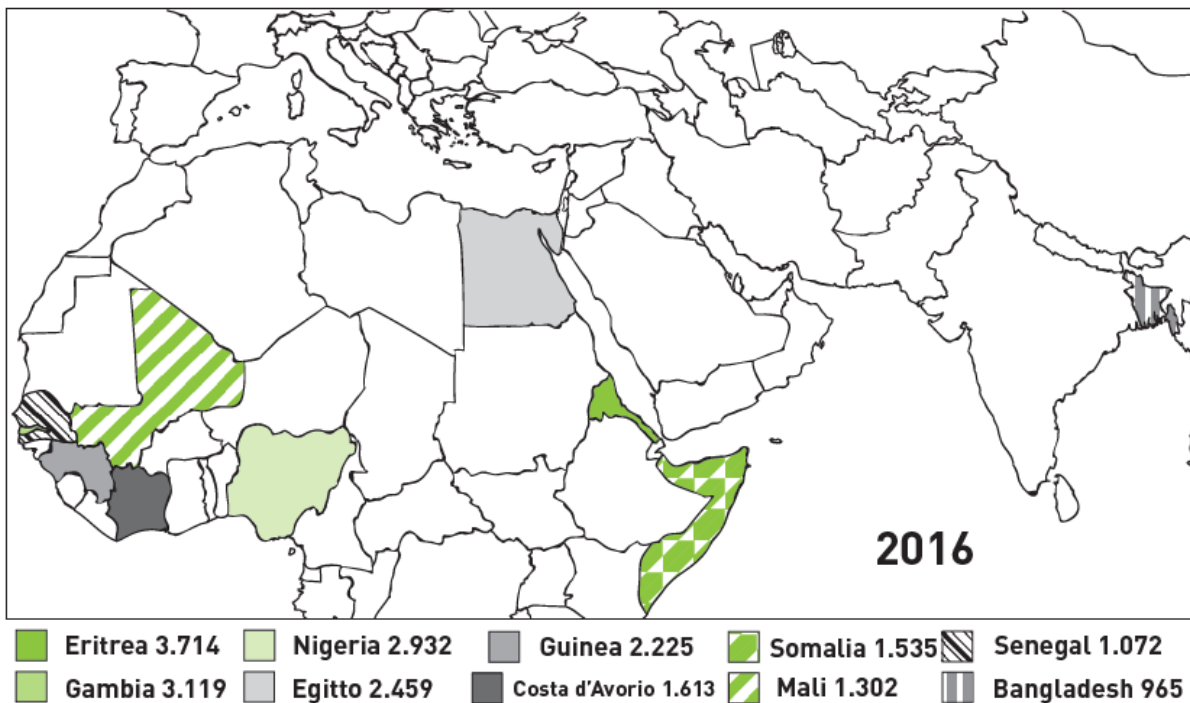 2016
Eritrea 3.714 Nigeria 2.932 Guinea 2.225 Somalia 1.535 Senegal 1.072
Gambia 3.119 Egitto 2.459 Costa d'Avorio 1.613 Mali 1.302 Bangladesh 965